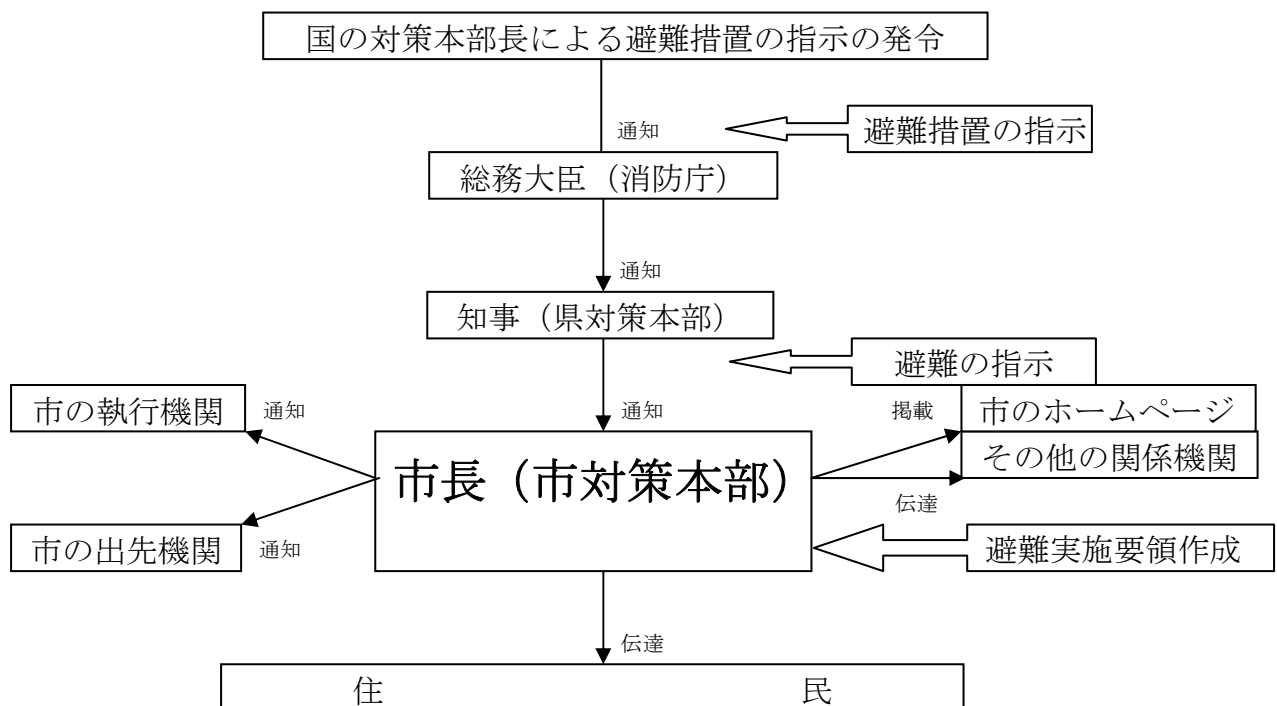 国の対策本部長による避難措置の指示の発令
通知
避難措置の指示
総務大臣（消防庁）
通知
知事（県対策本部）
避難の指示
市の執行機関
通知
通知
掲載
市のホームページ
その他の関係機関
市長（市対策本部）
伝達
市の出先機関
通知
避難実施要領作成
伝達
住　民